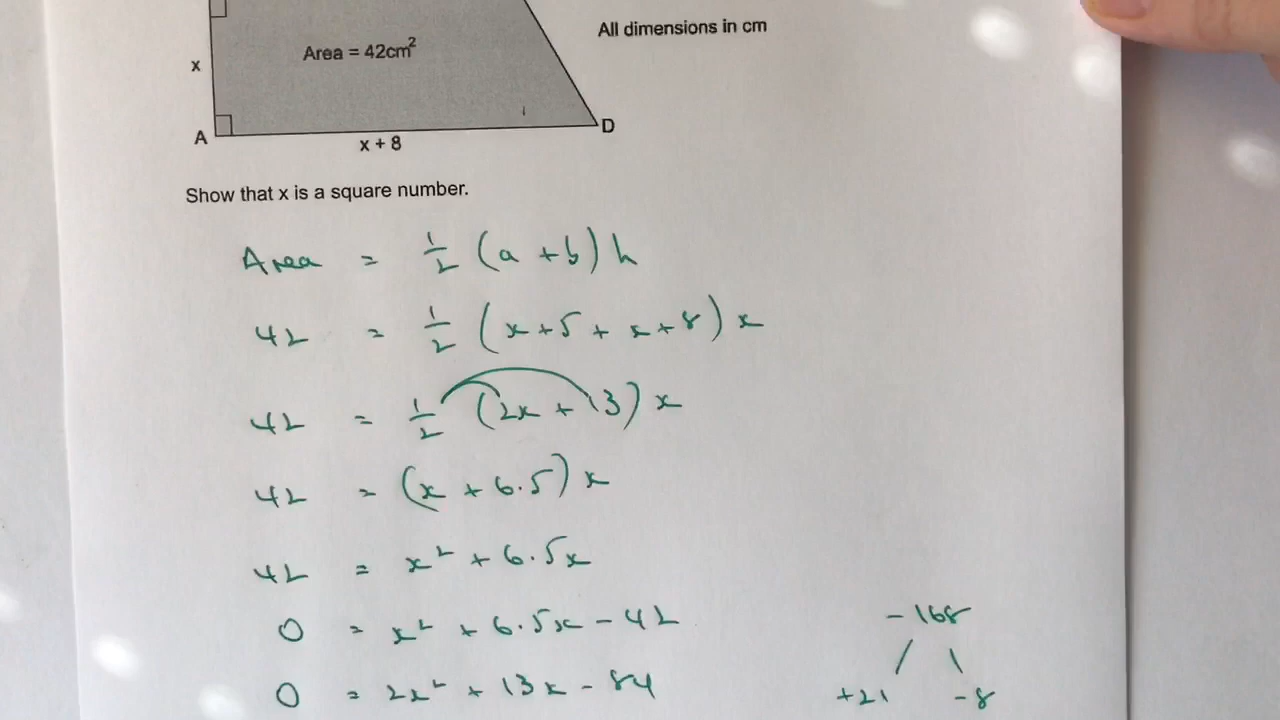 All dimensions in cm
Area = 42cm²
x
A
D
x + 8
Show that x is a square number.
Area = ½ (a + b) h
42 = ½ (x + 5 + x + 8) x
42 = ½ (2x + 13) x
42 = (x + 6.5) x
42 = x² + 6.5x
0 = x² + 6.5x - 42
0 = 2x² + 13x - 84
- 168
+21 -8